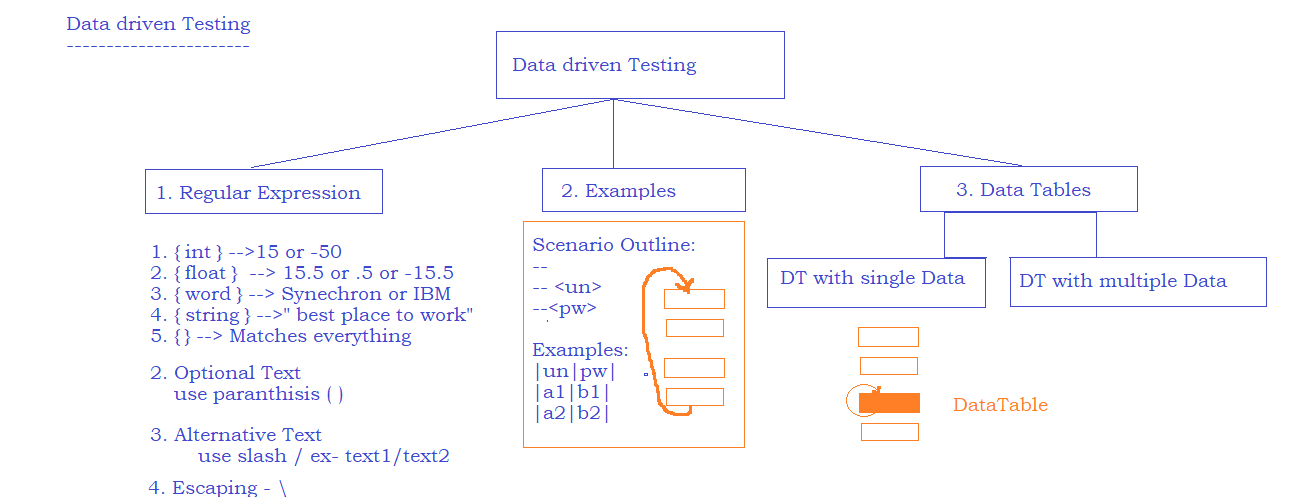 Data driven Testing
-----------------------
Data driven Testing
1. Regular Expression
1. {int} -->15 or -50
2. {float}  --> 15.5 or .5 or -15.5
3. {word} --> Synechron or IBM
4. {string} -->" best place to work"
5. {} --> Matches everything
2. Optional Text
use paranthisis ( )
3. Alternative Text
use slash / ex- text1/text2
4. Escaping - \
2. Examples
Scenario Outline:
--
-- <un>
--<pw>
Examples:
|un|pw|
|a1|b1|
|a2|b2|
3. Data Tables
DT with single Data
DT with multiple Data
DataTable